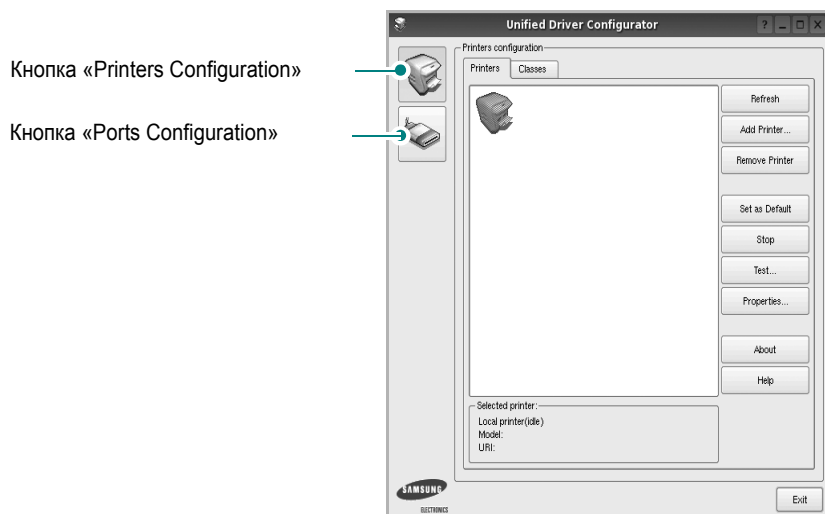 Unified Driver Configurator
Кнопка «Printers Configuration»
Кнопка «Ports Configuration»
Printers configuration
Printers
Classes
Refresh
Add Printer...
Remove Printer
Set as Default
Stop
Test...
Properties...
About
Help
Selected printer:
Local printer(idle)
Model:
URI:
SAMSUNG
ELECTRONICS
Exit